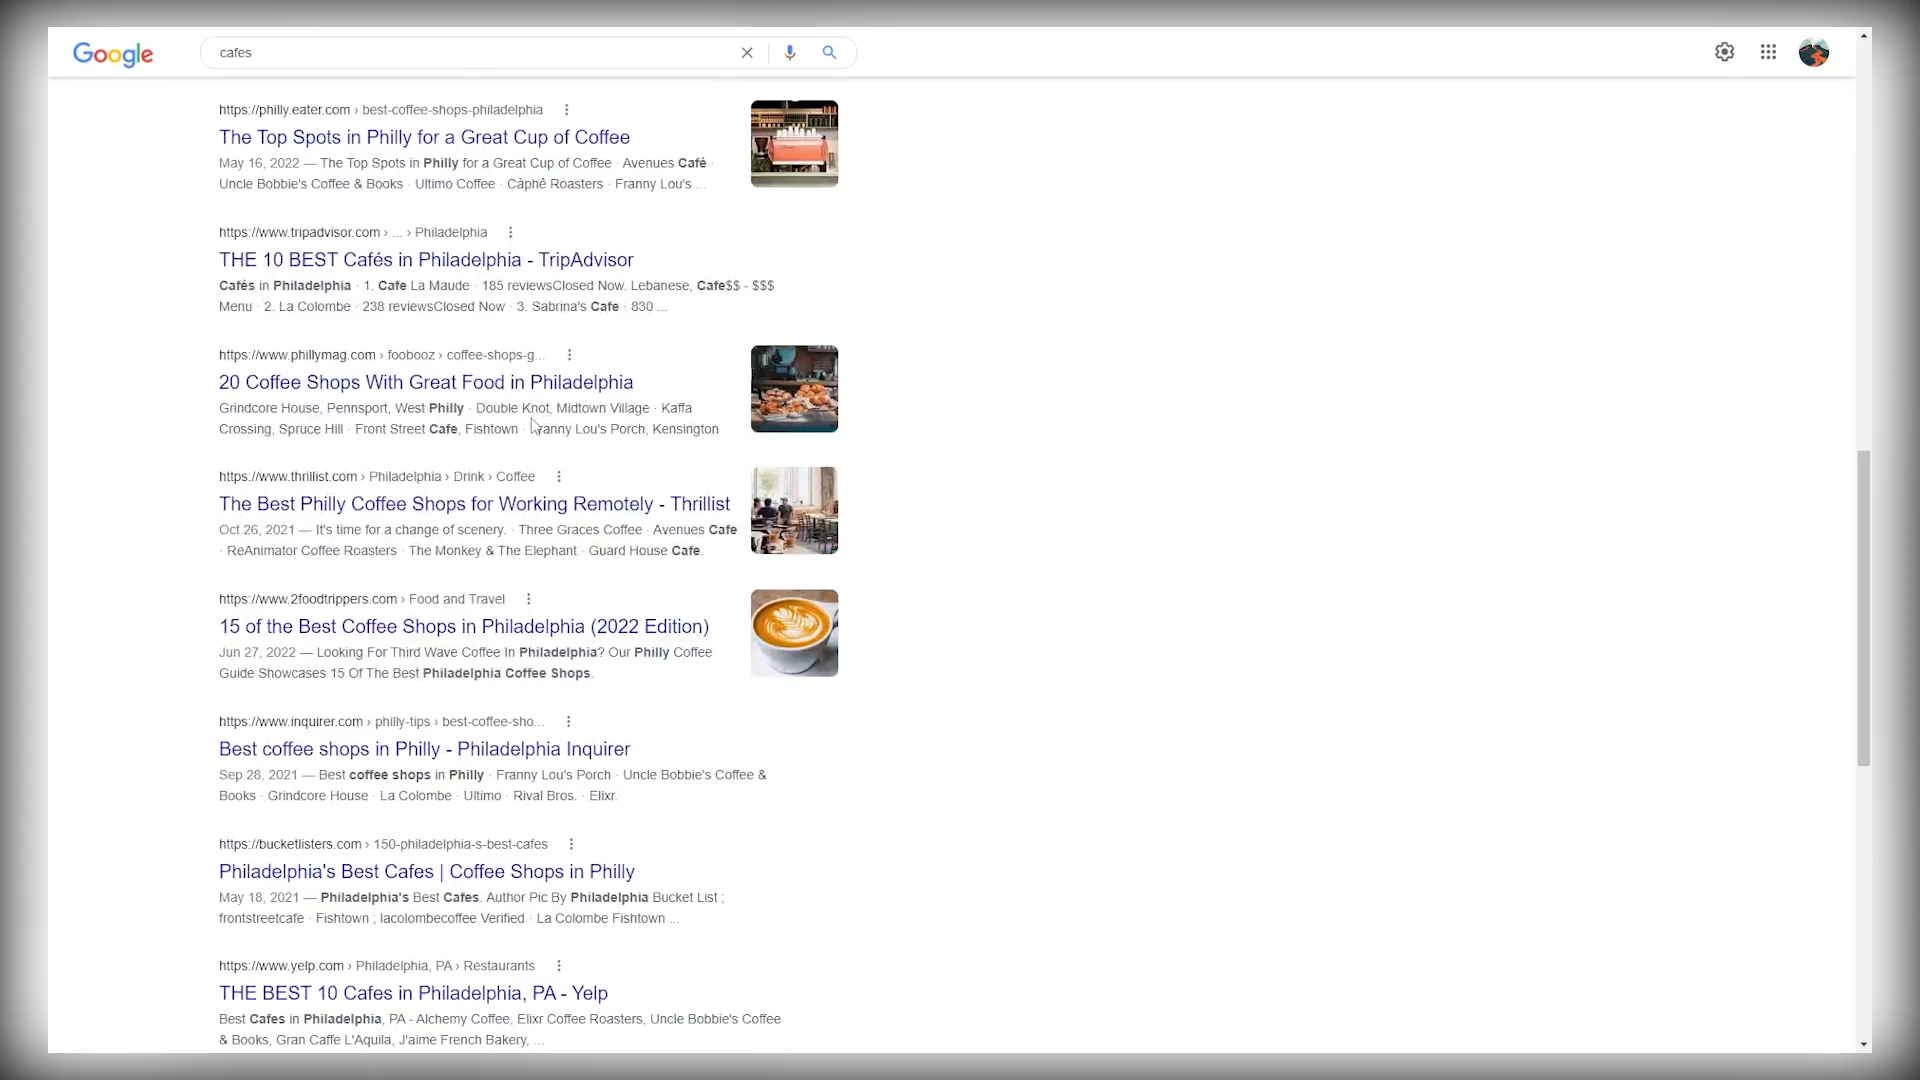 Google
cafes
https://philly.eater.com › best-coffee-shops-philadelphia
The Top Spots in Philly for a Great Cup of Coffee
May 16, 2022 — The Top Spots in Philly for a Great Cup of Coffee · Avenues Café ·
Uncle Bobbie's Coffee & Books · Ultimo Coffee · Càphê Roasters · Franny Lou's ...
https://www.tripadvisor.com › ... › Philadelphia
THE 10 BEST Cafés in Philadelphia - TripAdvisor
Cafés in Philadelphia · 1. Cafe La Maude · 185 reviewsClosed Now. Lebanese, Cafe$$ - $$$
Menu · 2. La Colombe · 238 reviewsClosed Now · 3. Sabrina's Cafe · 830 ...
https://www.phillymag.com › foobooz › coffee-shops-g...
20 Coffee Shops With Great Food in Philadelphia
Grindcore House, Pennsport, West Philly · Double Knot, Midtown Village · Kaffa
Crossing, Spruce Hill · Front Street Cafe, Fishtown · Franny Lou's Porch, Kensington
https://www.thrillist.com › Philadelphia › Drink › Coffee
The Best Philly Coffee Shops for Working Remotely - Thrillist
Oct 26, 2021 — It's time for a change of scenery. · Three Graces Coffee · Avenues Cafe
· ReAnimator Coffee Roasters · The Monkey & The Elephant · Guard House Cafe.
https://www.2foodtrippers.com › Food and Travel
15 of the Best Coffee Shops in Philadelphia (2022 Edition)
Jun 27, 2022 — Looking For Third Wave Coffee In Philadelphia? Our Philly Coffee
Guide Showcases 15 Of The Best Philadelphia Coffee Shops.
https://www.inquirer.com › philly-tips › best-coffee-sho...
Best coffee shops in Philly - Philadelphia Inquirer
Sep 28, 2021 — Best coffee shops in Philly · Franny Lou's Porch · Uncle Bobbie's Coffee &
Books · Grindcore House · La Colombe · Ultimo · Rival Bros. · Elixr.
https://bucketlisters.com › 150-philadelphia-s-best-cafes
Philadelphia's Best Cafes | Coffee Shops in Philly
May 18, 2021 — Philadelphia's Best Cafes. Author Pic By Philadelphia Bucket List ;
frontstreetcafe · Fishtown ; lacolombecoffee Verified · La Colombe Fishtown ...
https://www.yelp.com › Philadelphia, PA › Restaurants
THE BEST 10 Cafes in Philadelphia, PA - Yelp
Best Cafes in Philadelphia, PA - Alchemy Coffee, Elixr Coffee Roasters, Uncle Bobbie's Coffee
& Books, Gran Caffe L'Aquila, J'aime French Bakery, ...